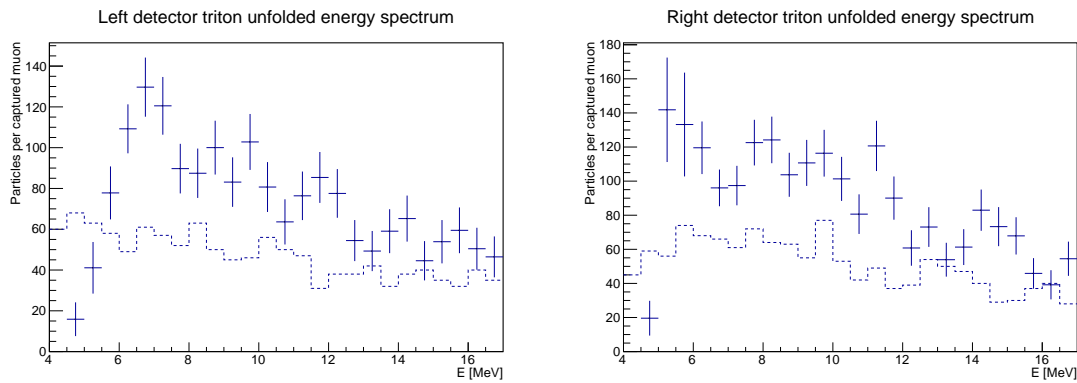 Left detector triton unfolded energy spectrum
Particles per captured muon
140
120
100
80
60
40
20
0
4 6 8 10 12 14 16
E [MeV]
Right detector triton unfolded energy spectrum
Particles per captured muon
180
160
140
120
100
80
60
40
20
0
4 6 8 10 12 14 16
E [MeV]